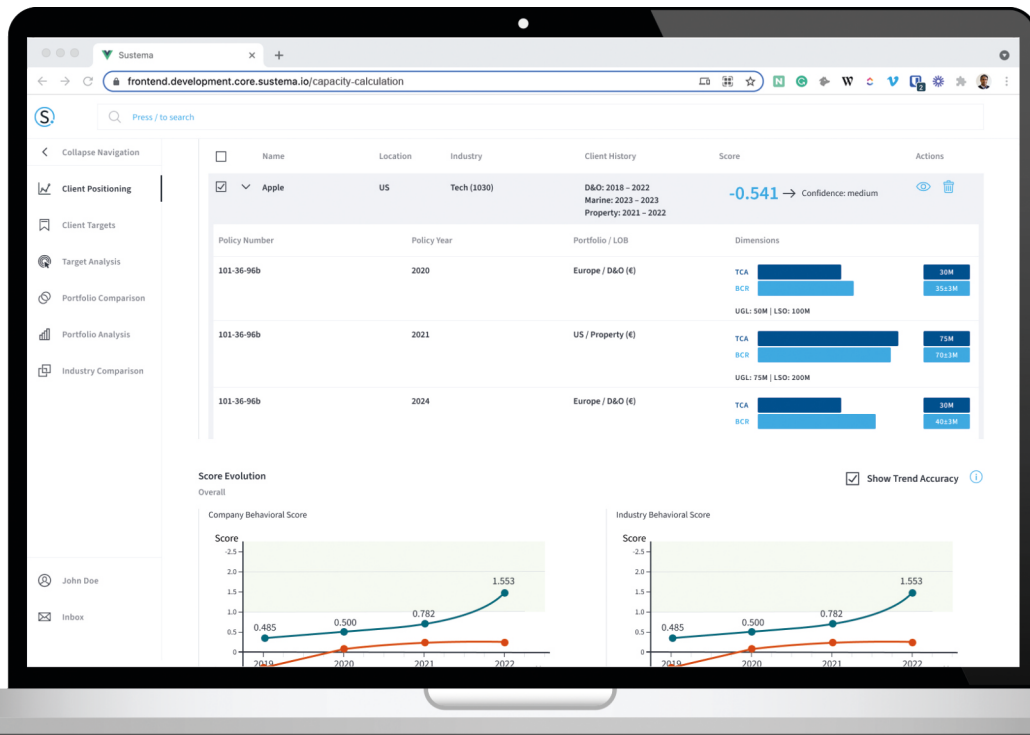 Sustema
frontend.development.core.sustema.io/capacity-calculation
N
G
W
2
S.
Press / to search
Collapse Navigation
Client Positioning
Client Targets
Target Analysis
Portfolio Comparison
Portfolio Analysis
Industry Comparison
John Doe
Inbox
Name Location Industry Client History Score Actions
Apple US Tech (1030) D&O: 2018 – 2022 -0.541 → Confidence: medium
Marine: 2023 – 2023
Property: 2021 – 2022
Policy Number Policy Year Portfolio / LOB Dimensions
101-36-96b 2020 Europe / D&O (€) TCA 30M
BCR 35±3M
UGL: 50M | LSO: 100M
101-36-96b 2021 US / Property (€) TCA 75M
BCR 70±3M
UGL: 75M | LSO: 200M
101-36-96b 2024 Europe / D&O (€) TCA 30M
BCR 40±3M
Score Evolution
Overall
Show Trend Accuracy
Company Behavioral Score
Score
-2.5
2.0
1.5
1.0
0.5
0
0.485
0.500
0.782
1.553
2019 2020 2021 2022
Industry Behavioral Score
Score
-2.5
2.0
1.5
1.0
0.5
0
0.485
0.500
0.782
1.553
2019 2020 2021 2022